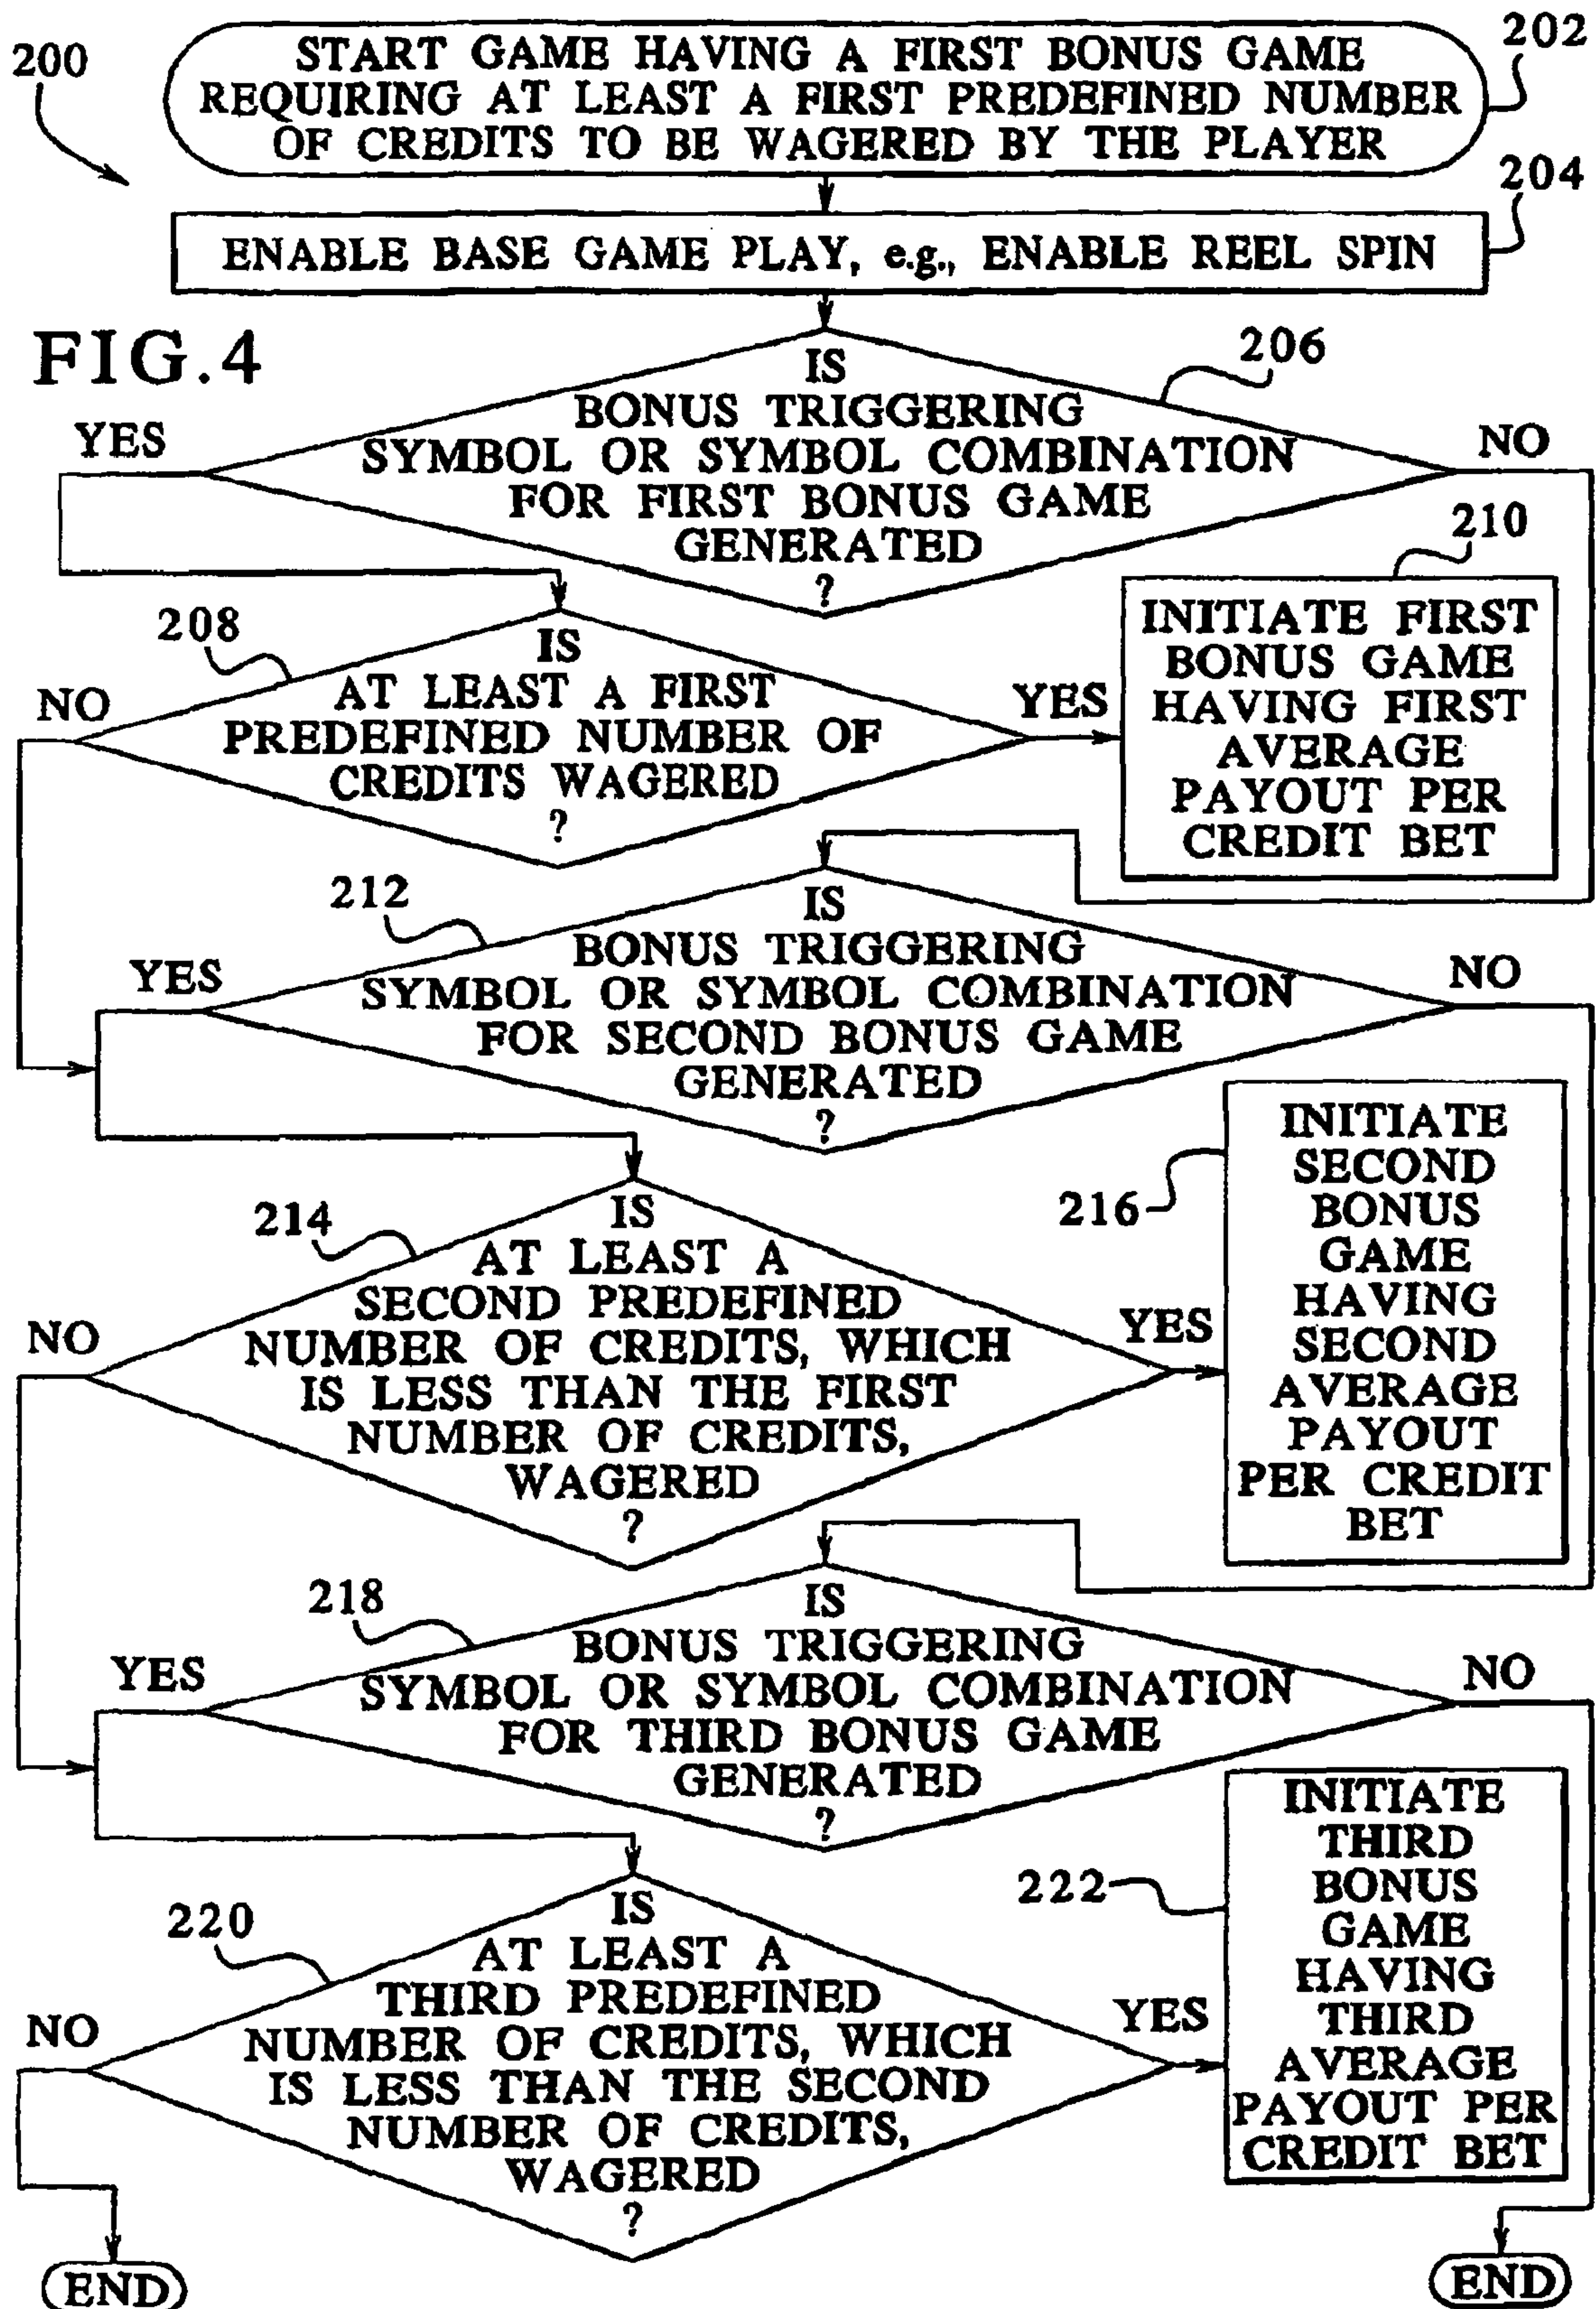 200
START GAME HAVING A FIRST BONUS GAME
REQUIRING AT LEAST A FIRST PREDEFINED NUMBER
OF CREDITS TO BE WAGERED BY THE PLAYER
202
204
ENABLE BASE GAME PLAY, e.g., ENABLE REEL SPIN
FIG.4
206
IS
BONUS TRIGGERING
SYMBOL OR SYMBOL COMBINATION
FOR FIRST BONUS GAME
GENERATED
?
YES
NO
208
IS
AT LEAST A FIRST
PREDEFINED NUMBER OF
CREDITS WAGERED
?
NO
YES
210
INITIATE FIRST
BONUS GAME
HAVING FIRST
AVERAGE
PAYOUT PER
CREDIT BET
212
IS
BONUS TRIGGERING
SYMBOL OR SYMBOL COMBINATION
FOR SECOND BONUS GAME
GENERATED
?
YES
NO
214
IS
AT LEAST A
SECOND PREDEFINED
NUMBER OF CREDITS, WHICH
IS LESS THAN THE FIRST
NUMBER OF CREDITS,
WAGERED
?
NO
YES
216
INITIATE
SECOND
BONUS
GAME
HAVING
SECOND
AVERAGE
PAYOUT
PER CREDIT
BET
218
IS
BONUS TRIGGERING
SYMBOL OR SYMBOL COMBINATION
FOR THIRD BONUS GAME
GENERATED
?
YES
NO
220
IS
AT LEAST A
THIRD PREDEFINED
NUMBER OF CREDITS, WHICH
IS LESS THAN THE SECOND
NUMBER OF CREDITS,
WAGERED
?
NO
YES
222
INITIATE
THIRD
BONUS
GAME
HAVING
THIRD
AVERAGE
PAYOUT PER
CREDIT BET
END
END